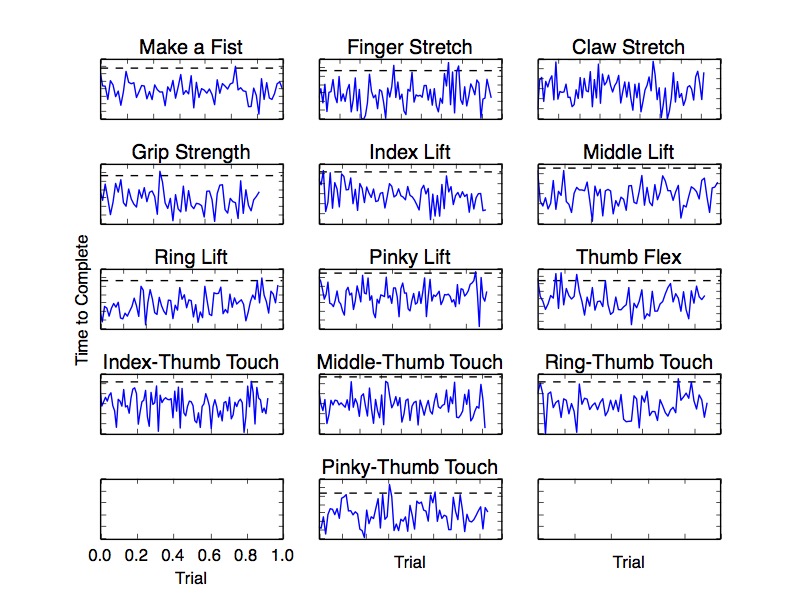 Make a Fist
Finger Stretch
Claw Stretch
Grip Strength
Index Lift
Middle Lift
Ring Lift
Pinky Lift
Thumb Flex
Time to Complete
Index-Thumb Touch
Middle-Thumb Touch
Ring-Thumb Touch
Pinky-Thumb Touch
0.0 0.2 0.4 0.6 0.8 1.0
Trial
Trial
Trial